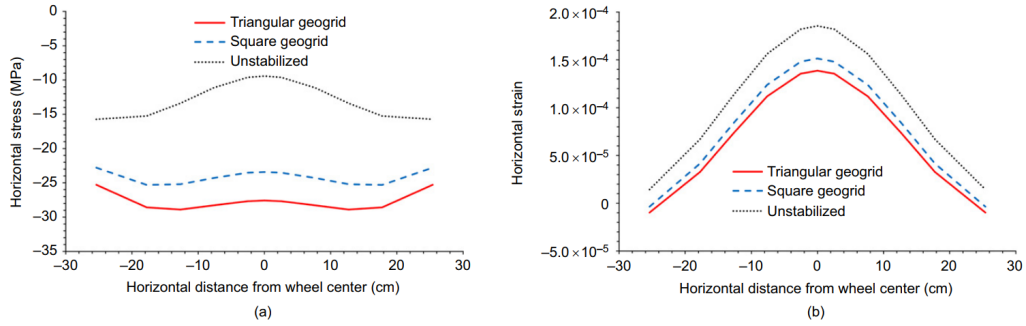 0
–5
–10
–15
–20
–25
–30
–35
Horizontal stress (MPa)
Triangular geogrid
Square geogrid
Unstabilized
–30 –20 –10 0 10 20 30
Horizontal distance from wheel center (cm)
(a)
2.0 × 10⁻⁴
1.5 × 10⁻⁴
1.0 × 10⁻⁴
5.0 × 10⁻⁵
0
–5.0 × 10⁻⁵
Horizontal strain
Triangular geogrid
Square geogrid
Unstabilized
–30 –20 –10 0 10 20 30
Horizontal distance from wheel center (cm)
(b)